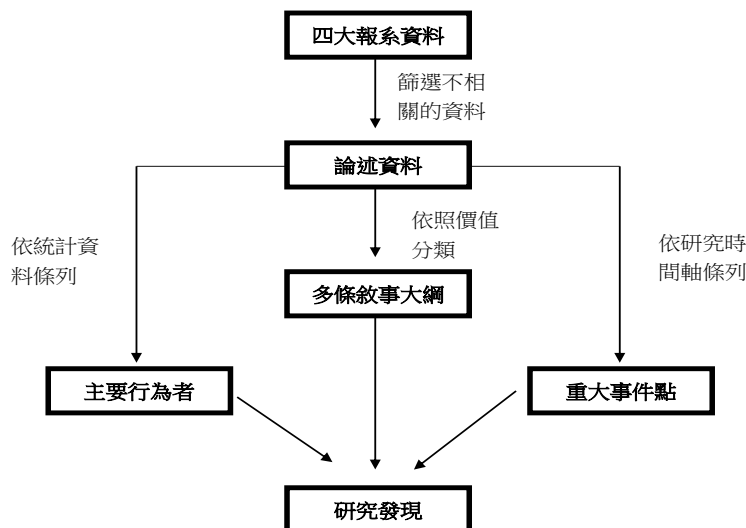 四大報系資料
篩選不相
關的資料
論述資料
依統計資
料條列
依照價值
分類
依研究時
間軸條列
多條敘事大綱
主要行為者
重大事件點
研究發現